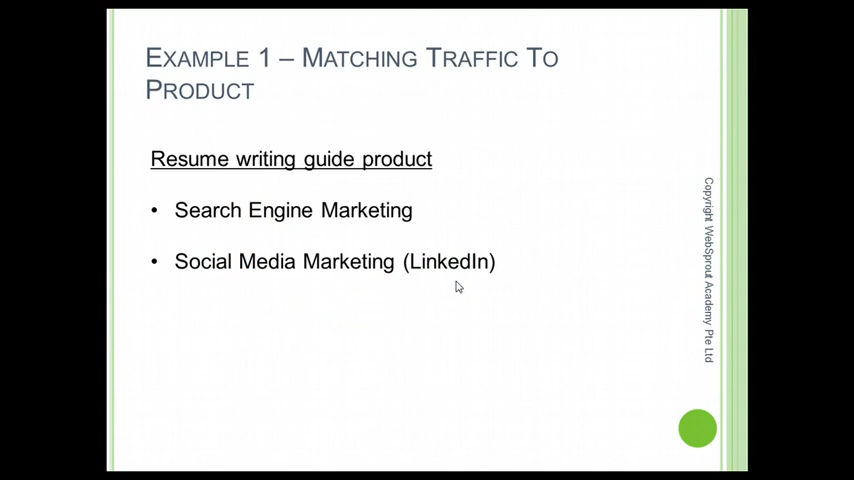 EXAMPLE 1 – MATCHING TRAFFIC TO
PRODUCT
Resume writing guide product
• Search Engine Marketing
• Social Media Marketing (LinkedIn)
Copyright WebSprout Academy Pte Ltd